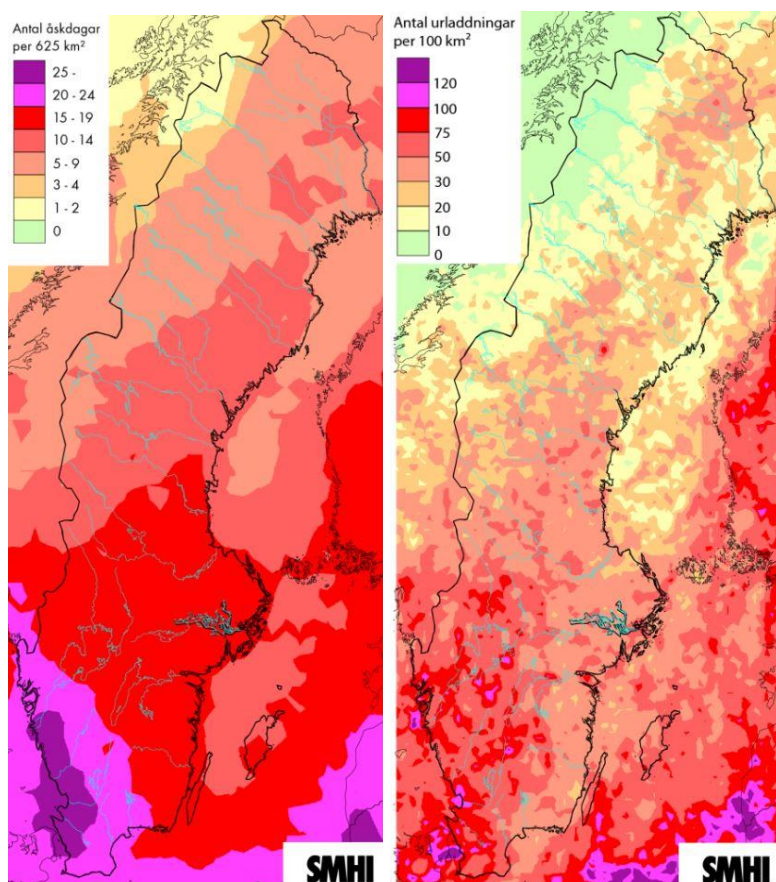 Antal åskdagar
per 625 km²
25 -
20 - 24
15 - 19
10 - 14
5 - 9
3 - 4
1 - 2
0
SMHI
Antal urladdningar
per 100 km²
120
100
75
50
30
20
10
0
SMHI